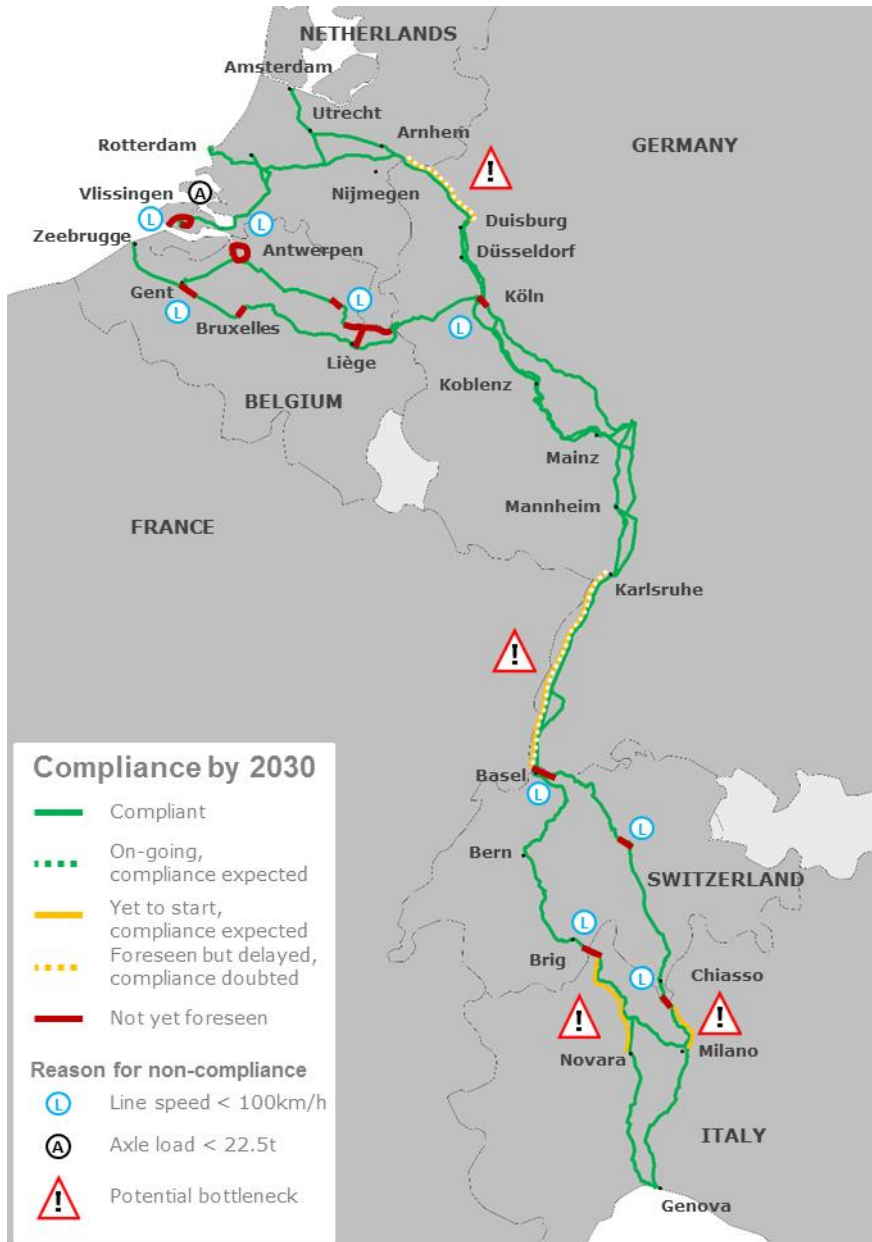 NETHERLANDS
Amsterdam
Utrecht
Arnhem
Rotterdam
GERMANY
!
A
Vlissingen
Nijmegen
L
L
Duisburg
Zeebrugge
Antwerpen
Düsseldorf
Gent
L
Köln
L
Bruxelles
L
Liège
Koblenz
BELGIUM
Mainz
Mannheim
FRANCE
Karlsruhe
!
Basel
L
L
Bern
SWITZERLAND
L
Brig
L
Chiasso
!
!
Novara
Milano
ITALY
Genova
Compliance by 2030
Compliant
On-going,
compliance expected
Yet to start,
compliance expected
Foreseen but delayed,
compliance doubted
Not yet foreseen
Reason for non-compliance
L Line speed < 100km/h
A Axle load < 22.5t
! Potential bottleneck